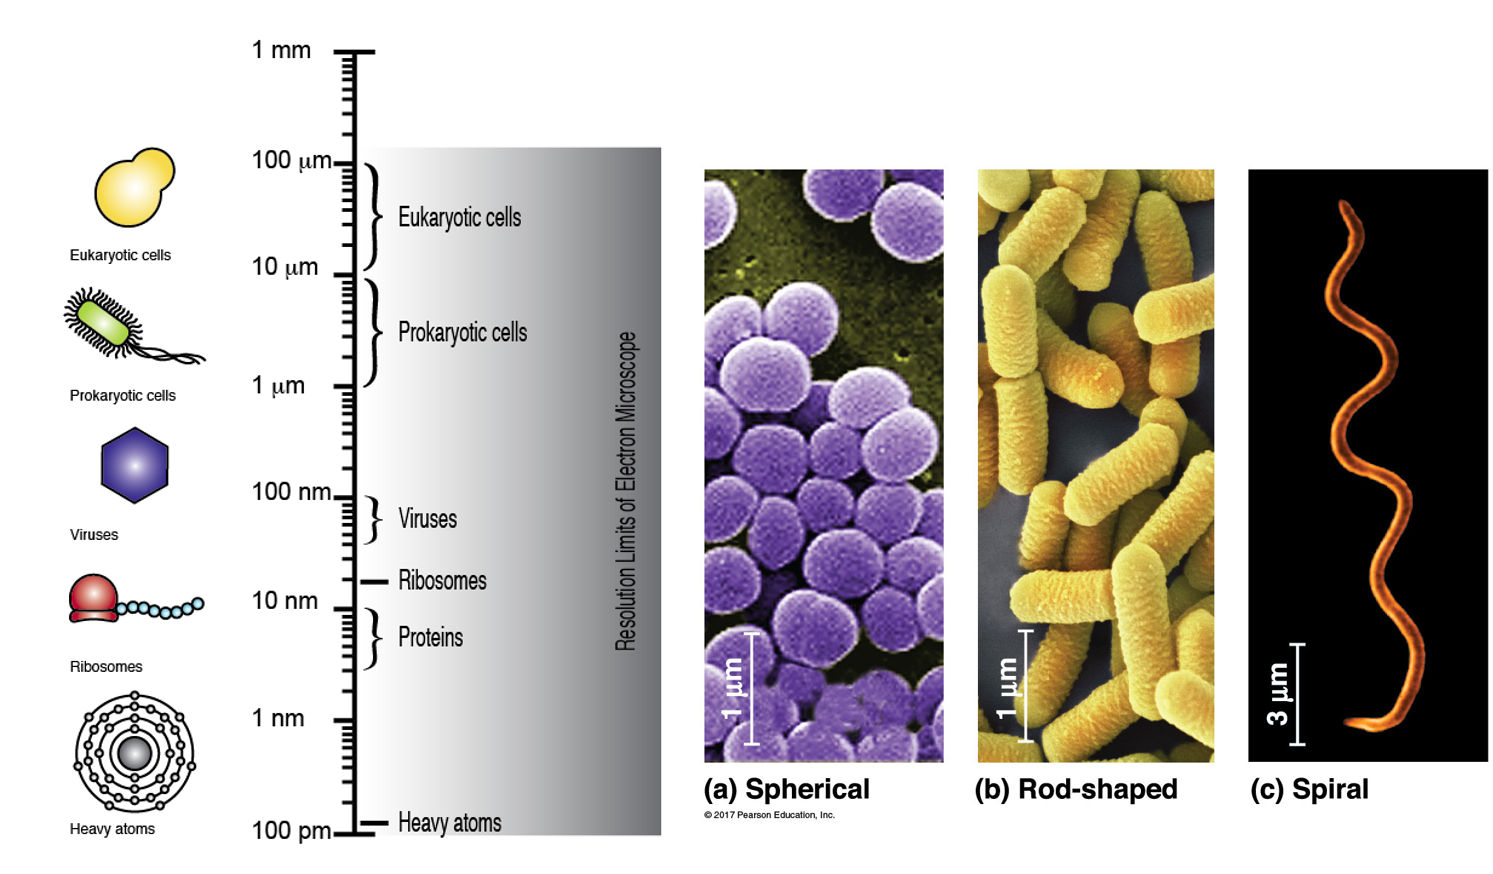 1 mm
100 µm
10 µm
1 µm
100 nm
10 nm
1 nm
100 pm
Eukaryotic cells
Prokaryotic cells
Viruses
Ribosomes
Heavy atoms
Eukaryotic cells
Prokaryotic cells
Viruses
Ribosomes
Proteins
Heavy atoms
Resolution Limits of Electron Microscope
1 µm
1 µm
3 µm
(a) Spherical
(b) Rod-shaped
(c) Spiral
© 2017 Pearson Education, Inc.